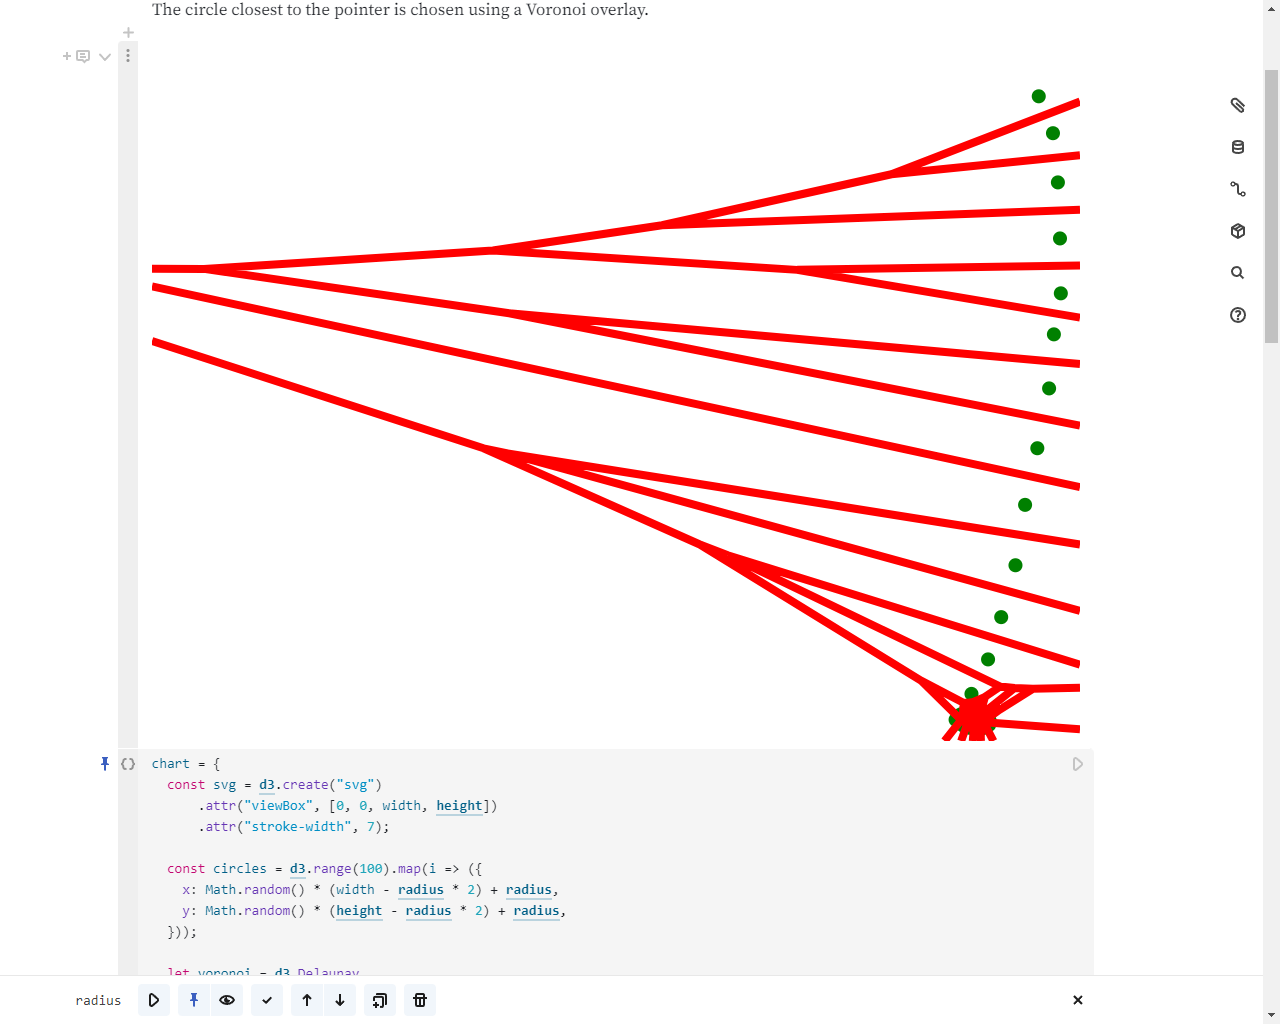 The circle closest to the pointer is chosen using a Voronoi overlay.
chart = {
  const svg = d3.create("svg")
      .attr("viewBox", [0, 0, width, height])
      .attr("stroke-width", 7);
  const circles = d3.range(100).map(i => ({
    x: Math.random() * (width - radius * 2) + radius,
    y: Math.random() * (height - radius * 2) + radius,
  }));
  let voronoi = d3.Delaunay
radius